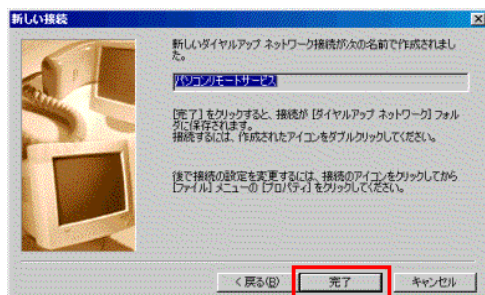 新しい接続
新しいダイヤルアップ ネットワーク接続が次の名前で作成されまし
た。
パソコンリモートサービス
[完了] をクリックすると、接続が [ダイヤルアップ ネットワーク] フォル
ダに保存されます。
接続するには、作成されたアイコンをダブルクリックしてください。
後で接続の設定を変更するには、接続のアイコンをクリックしてから
[ファイル] メニューの [プロパティ] をクリックしてください。
< 戻る(B)
完了
キャンセル